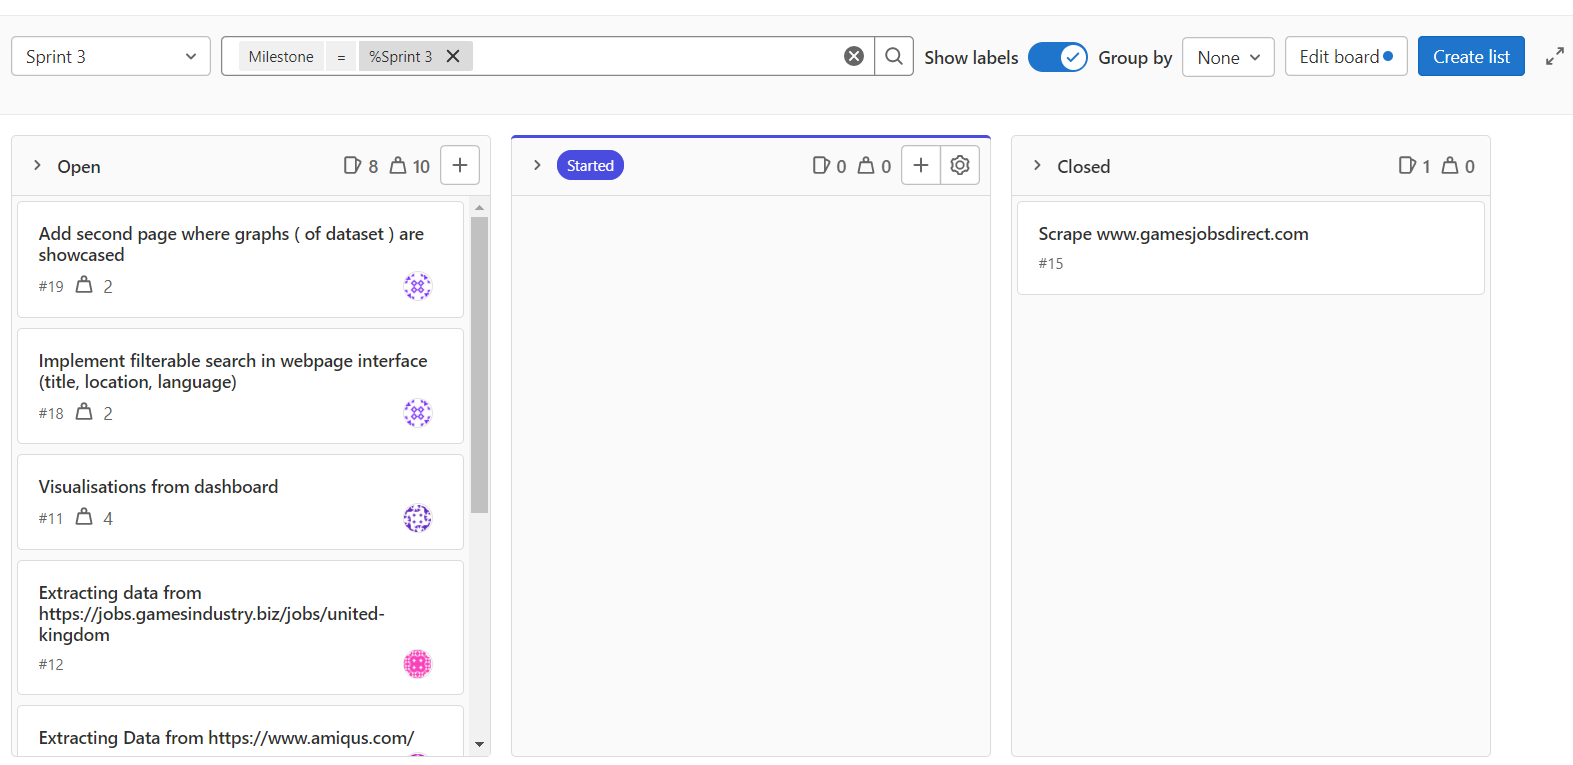 Sprint 3
Milestone = %Sprint 3
Show labels
Group by
None
Edit board
Create list
Open
8
10
Add second page where graphs ( of dataset ) are
showcased
#19
2
Implement filterable search in webpage interface
(title, location, language)
#18
2
Visualisations from dashboard
#11
4
Extracting data from
https://jobs.gamesindustry.biz/jobs/united-
kingdom
#12
Extracting Data from https://www.amiqus.com/
Started
0
0
Closed
1
0
Scrape www.gamesjobsdirect.com
#15